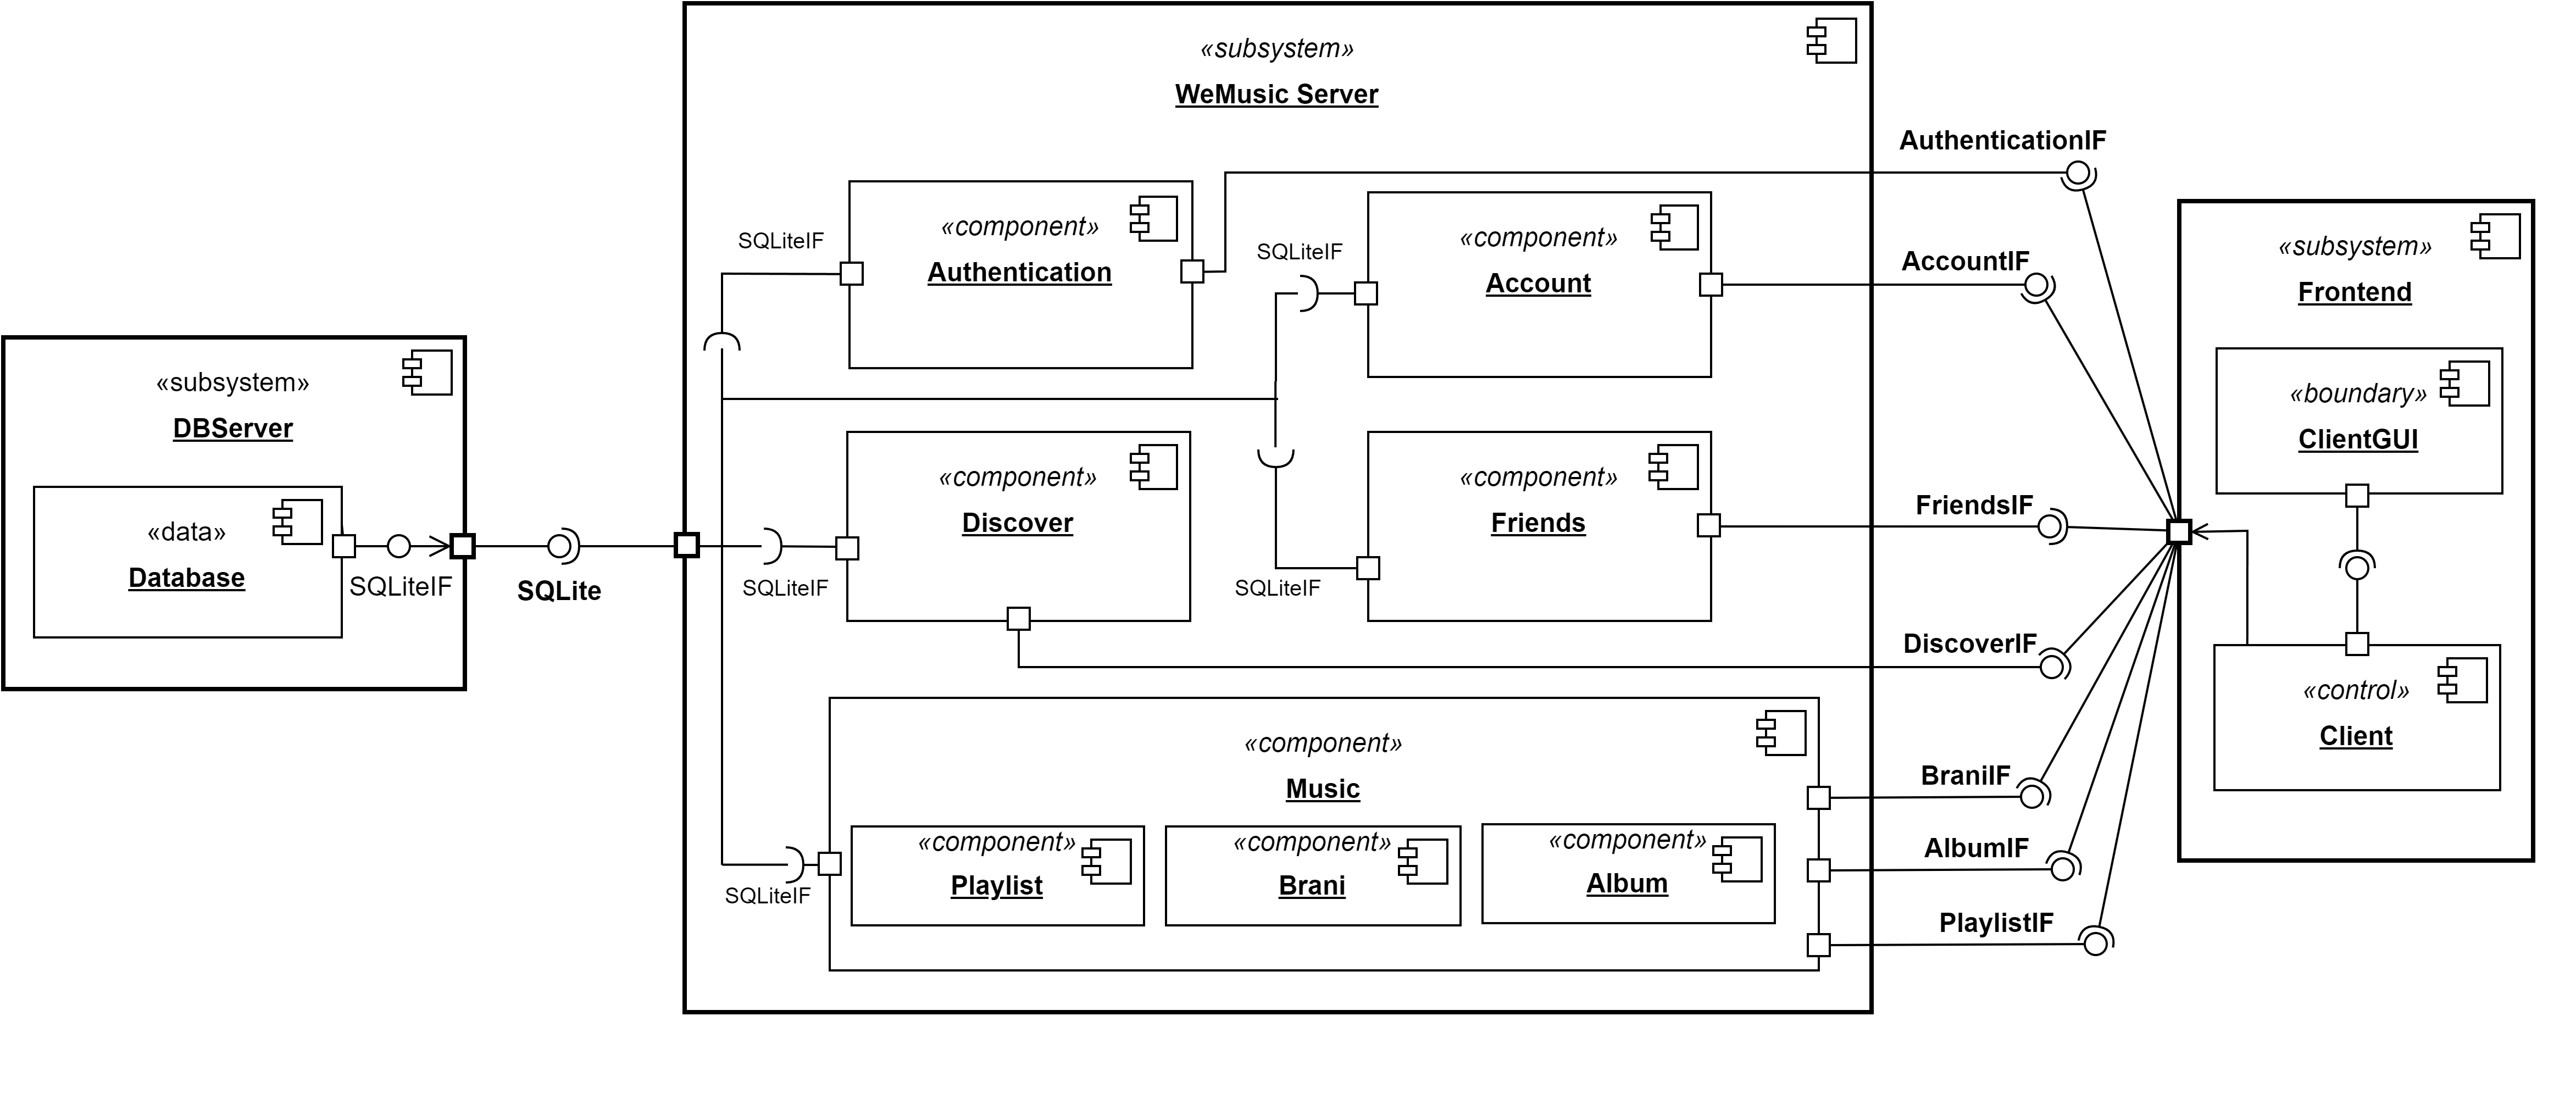 «subsystem»
DBServer
«data»
Database
SQLiteIF
SQLite
«subsystem»
WeMusic Server
SQLiteIF
«component»
Authentication
SQLiteIF
«component»
Account
SQLiteIF
«component»
Discover
SQLiteIF
«component»
Friends
SQLiteIF
«component»
Music
«component»
Playlist
«component»
Brani
«component»
Album
AuthenticationIF
AccountIF
FriendsIF
DiscoverIF
BraniIF
AlbumIF
PlaylistIF
«subsystem»
Frontend
«boundary»
ClientGUI
«control»
Client